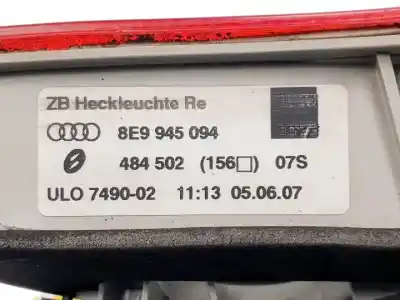 ZB Heckleuchte Re
8E9 945 094
484 502 (156□) 07S
ULO 7490-02 11:13 05.06.07